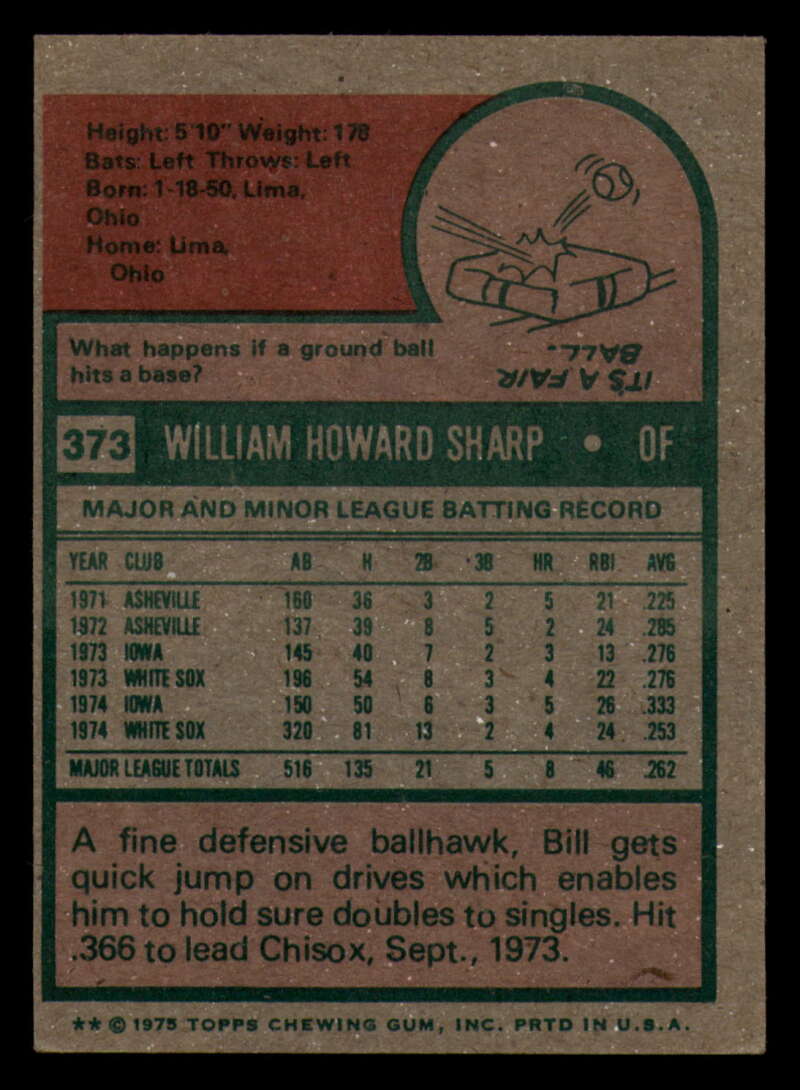 Height: 5'10" Weight: 178
Bats: Left Throws: Left
Born: 1-18-50, Lima,
Ohio
Home: Lima,
Ohio
What happens if a ground ball
hits a base?
IT'S A FAIR
BALL.
373 WILLIAM HOWARD SHARP • OF
MAJOR AND MINOR LEAGUE BATTING RECORD
YEAR CLUB AB H 2B 3B HR RBI AVG
1971 ASHEVILLE 160 36 3 2 5 21 .225
1972 ASHEVILLE 137 39 8 5 2 24 .285
1973 IOWA 145 40 7 2 3 13 .276
1973 WHITE SOX 196 54 8 3 4 22 .276
1974 IOWA 150 50 6 3 5 26 .333
1974 WHITE SOX 320 81 13 2 4 24 .253
MAJOR LEAGUE TOTALS 516 135 21 5 8 46 .262
A fine defensive ballhawk, Bill gets
quick jump on drives which enables
him to hold sure doubles to singles. Hit
.366 to lead Chisox, Sept., 1973.
** © 1975 TOPPS CHEWING GUM, INC. PRTD IN U.S.A.